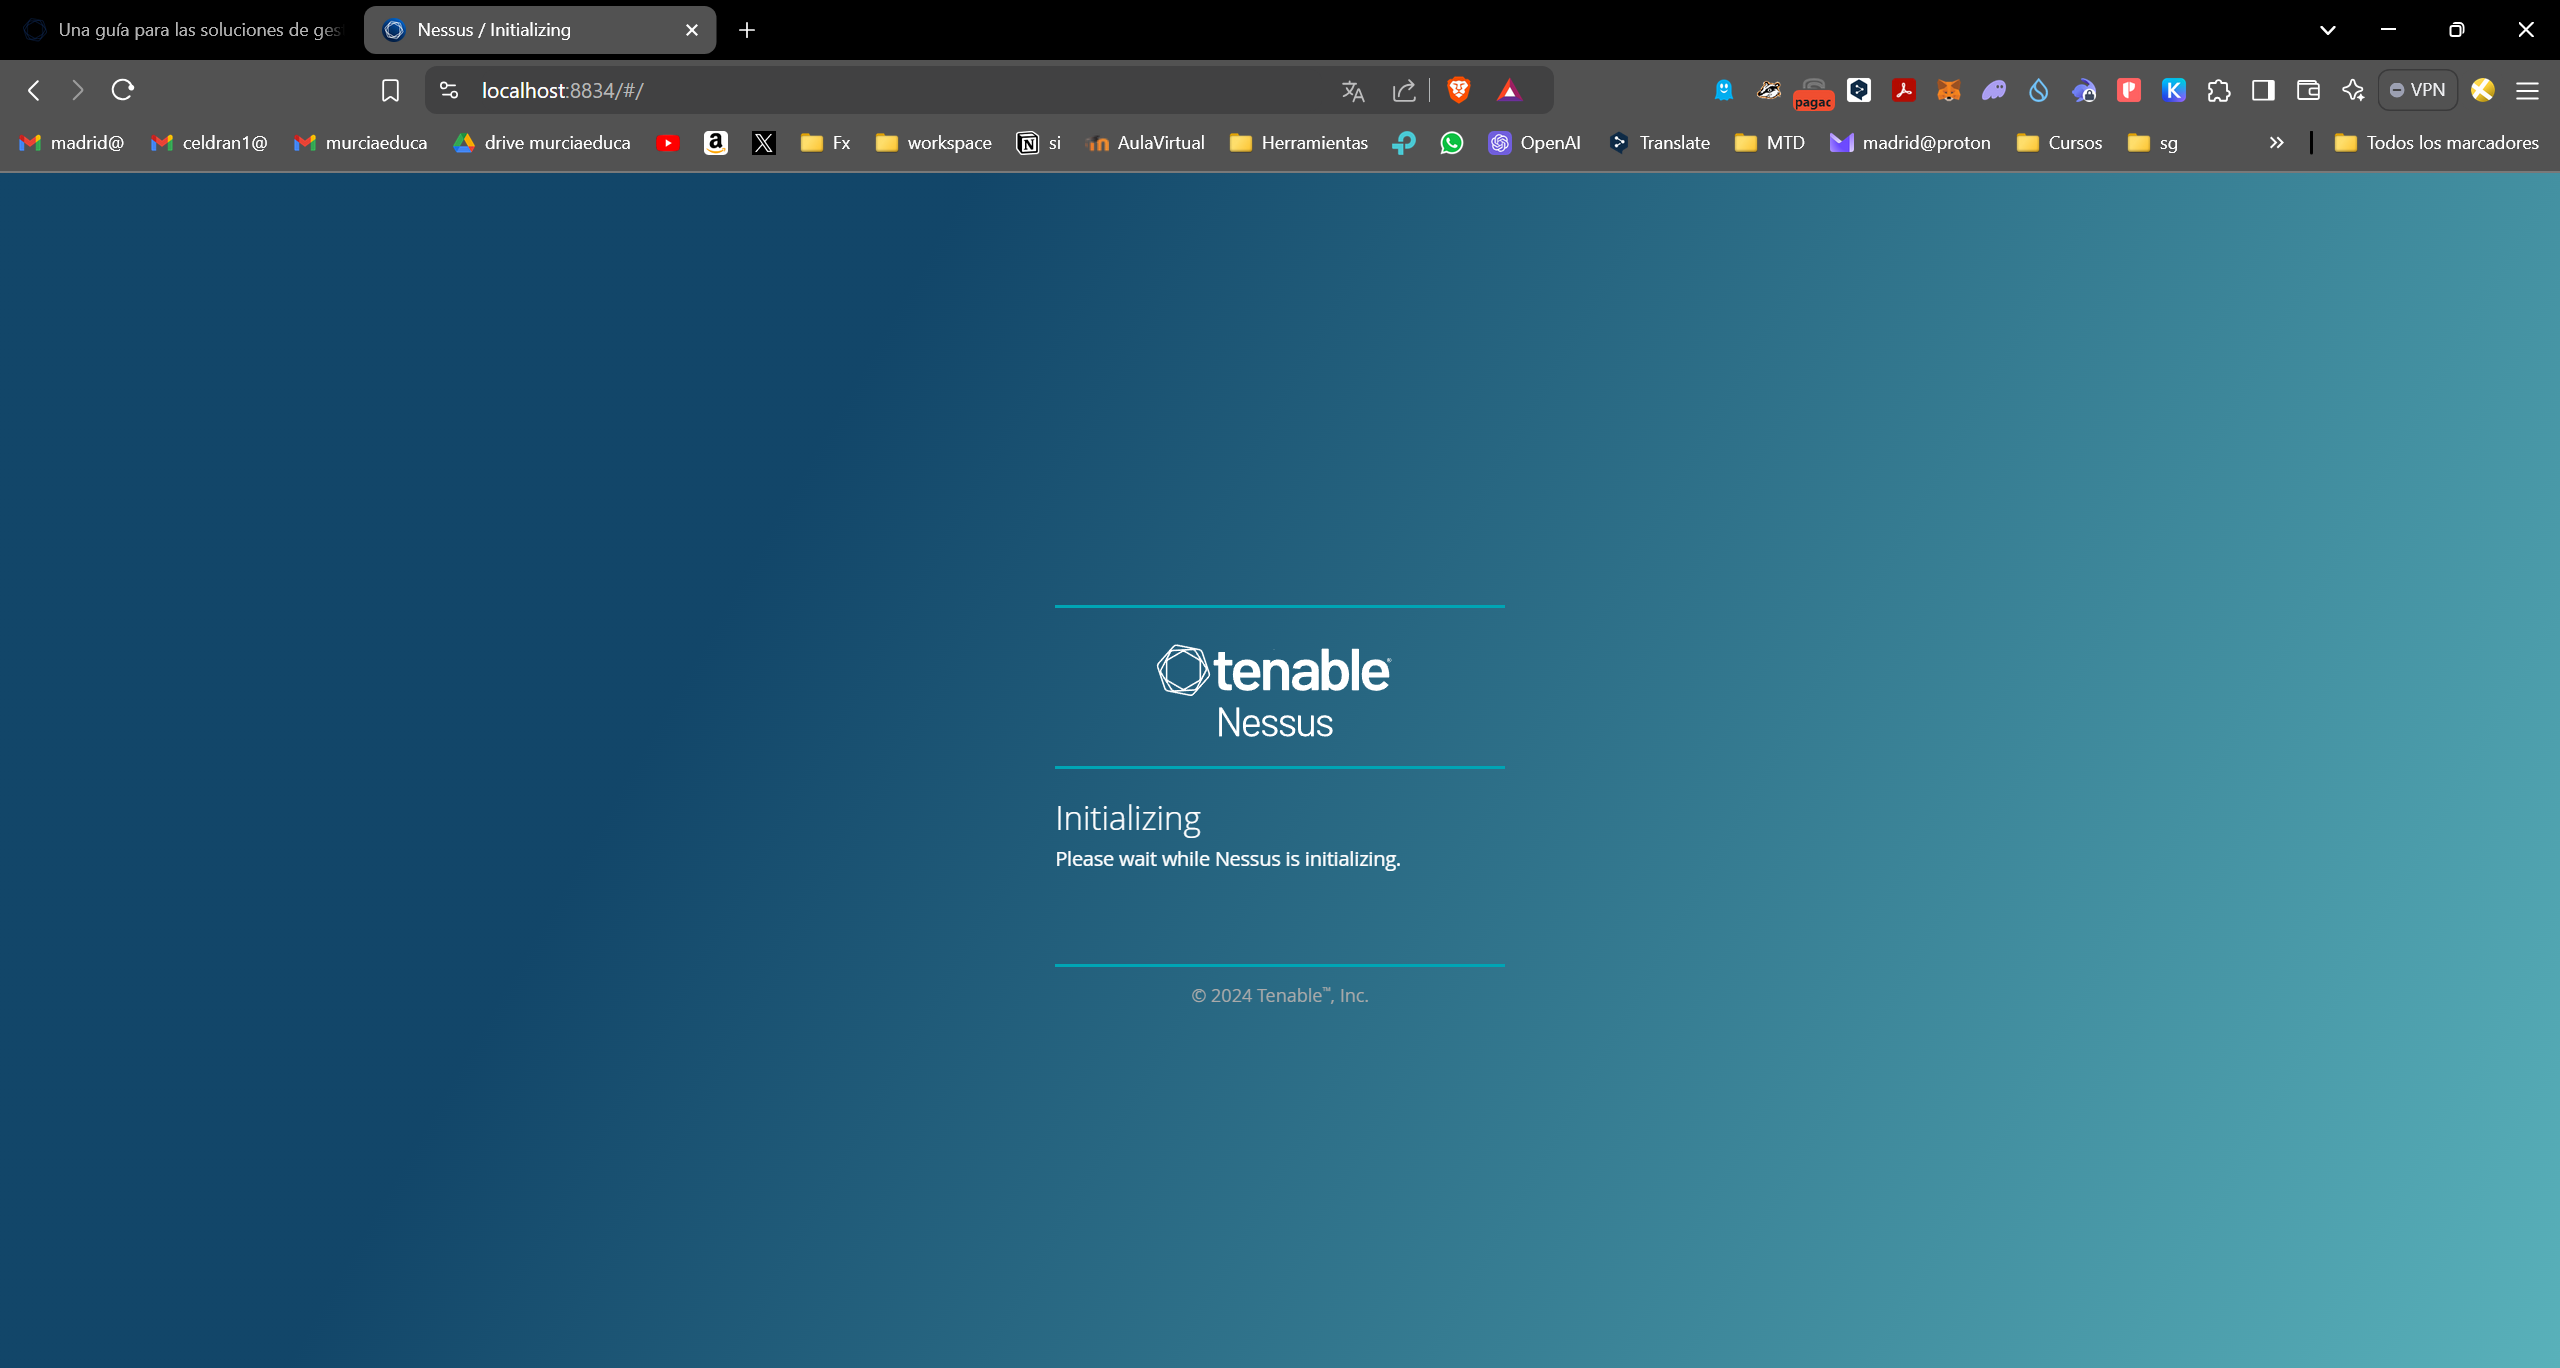 Una guía para las soluciones de ges
Nessus / Initializing
localhost:8834/#/
pagac
VPN
madrid@
celdran1@
murciaeduca
drive murciaeduca
Fx
workspace
si
AulaVirtual
Herramientas
OpenAI
Translate
MTD
madrid@proton
Cursos
sg
Todos los marcadores
tenable
Nessus
Initializing
Please wait while Nessus is initializing.
© 2024 Tenable™, Inc.